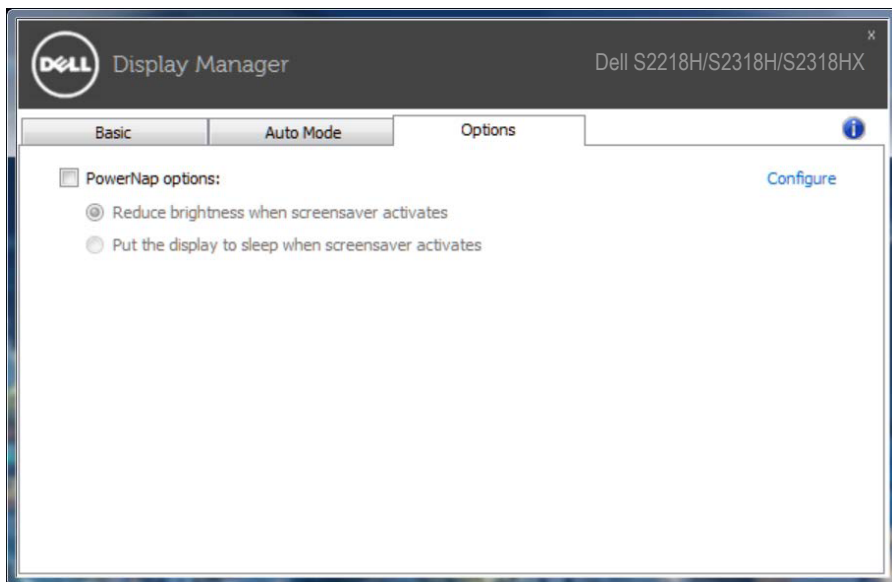 x
DELL Display Manager Dell S2218H/S2318H/S2318HX
Basic Auto Mode Options i
PowerNap options: Configure
Reduce brightness when screensaver activates
Put the display to sleep when screensaver activates